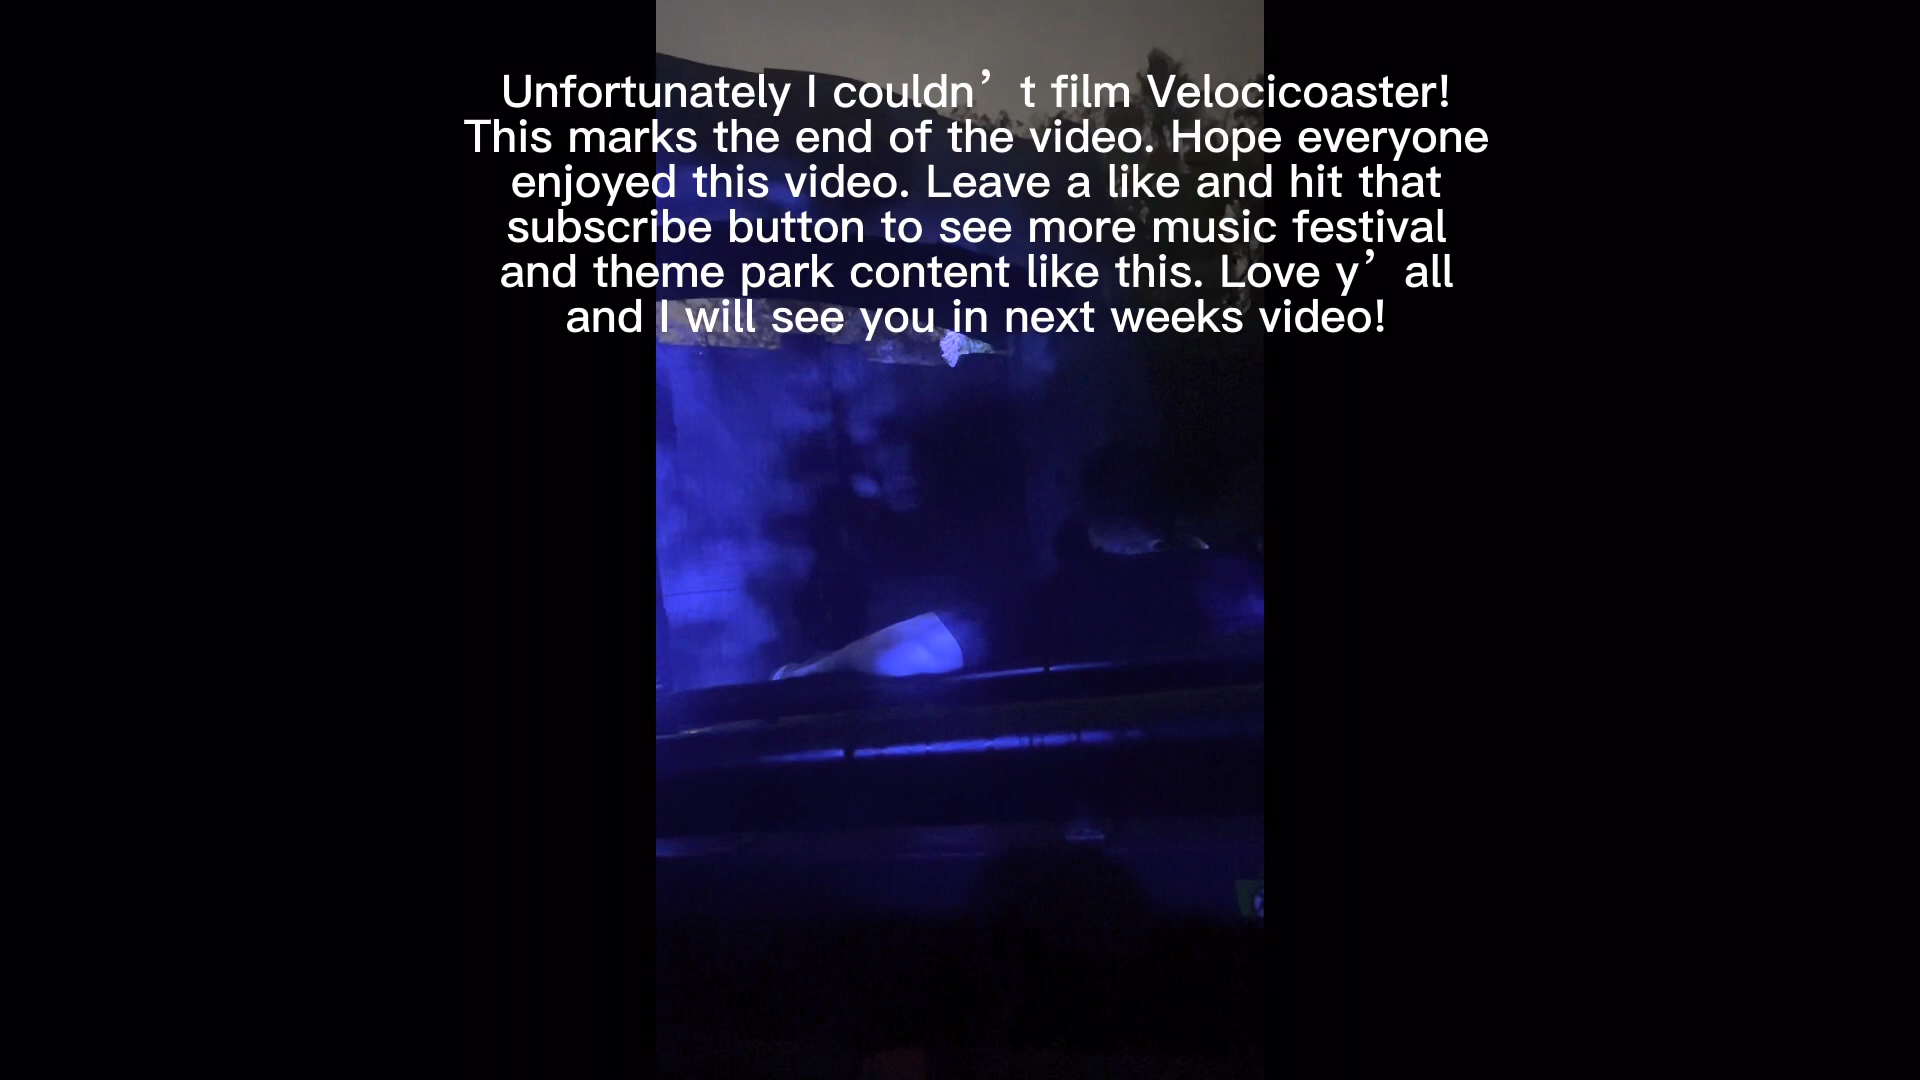 Unfortunately I couldn’t film Velocicoaster!
This marks the end of the video. Hope everyone
enjoyed this video. Leave a like and hit that
subscribe button to see more music festival
and theme park content like this. Love y’all
and I will see you in next weeks video!